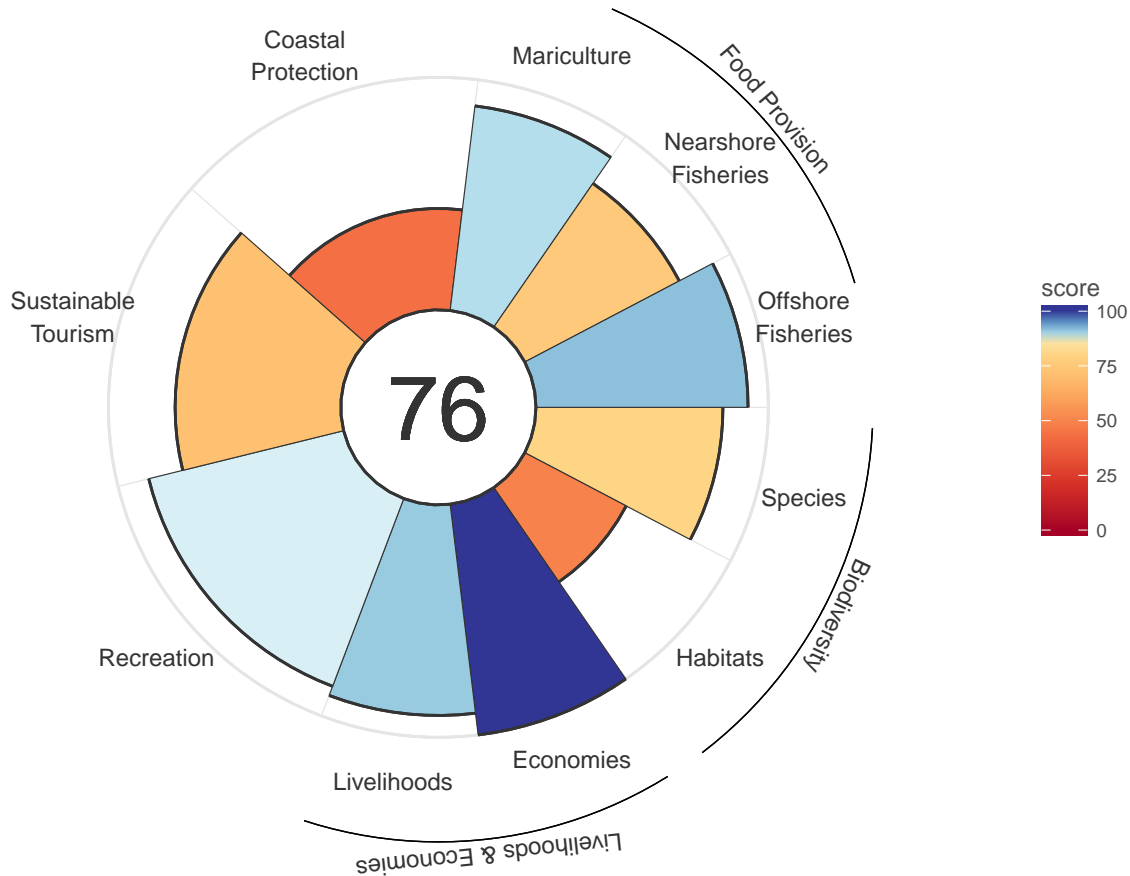 Coastal
Protection
Mariculture
Food Provision
Nearshore
Fisheries
Offshore
Fisheries
Sustainable
Tourism
76
Species
Biodiversity
Recreation
Habitats
Economies
Livelihoods
Livelihoods & Economies
score
100
75
50
25
0